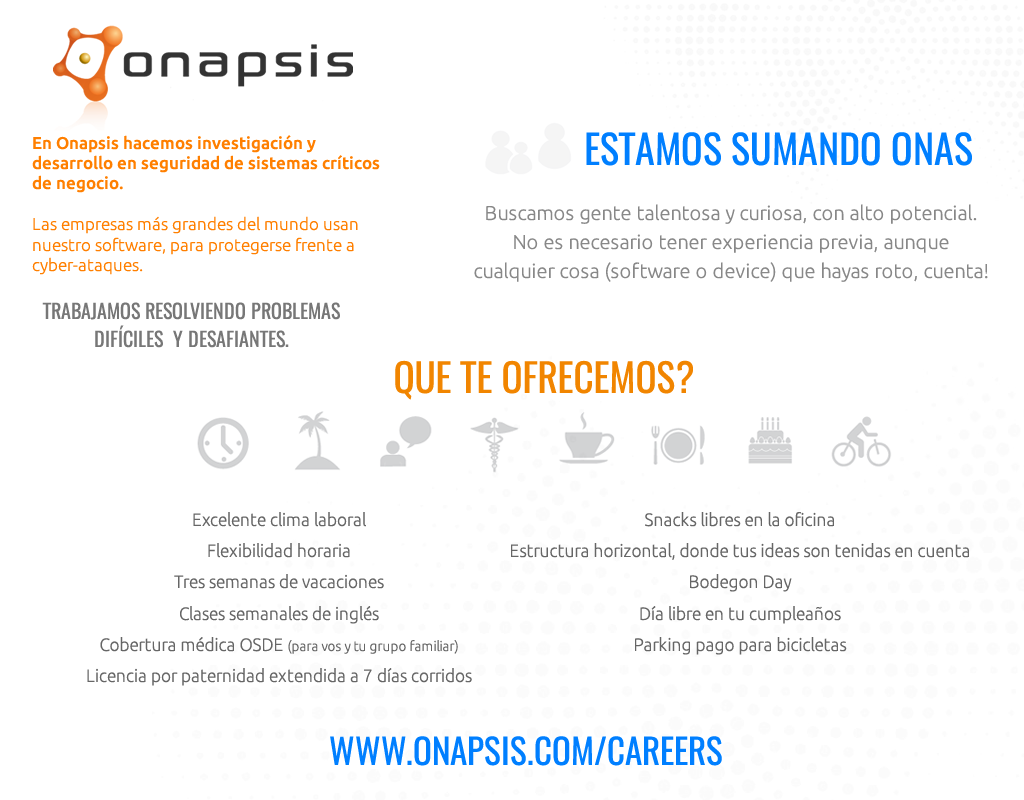 onapsis
En Onapsis hacemos investigación y
desarrollo en seguridad de sistemas críticos
de negocio.
Las empresas más grandes del mundo usan
nuestro software, para protegerse frente a
cyber-ataques.
TRABAJAMOS RESOLVIENDO PROBLEMAS
DIFÍCILES Y DESAFIANTES.
ESTAMOS SUMANDO ONAS
Buscamos gente talentosa y curiosa, con alto potencial.
No es necesario tener experiencia previa, aunque
cualquier cosa (software o device) que hayas roto, cuenta!
QUE TE OFRECEMOS?
Excelente clima laboral
Flexibilidad horaria
Tres semanas de vacaciones
Clases semanales de inglés
Cobertura médica OSDE (para vos y tu grupo familiar)
Licencia por paternidad extendida a 7 días corridos
Snacks libres en la oficina
Estructura horizontal, donde tus ideas son tenidas en cuenta
Bodegon Day
Día libre en tu cumpleaños
Parking pago para bicicletas
WWW.ONAPSIS.COM/CAREERS